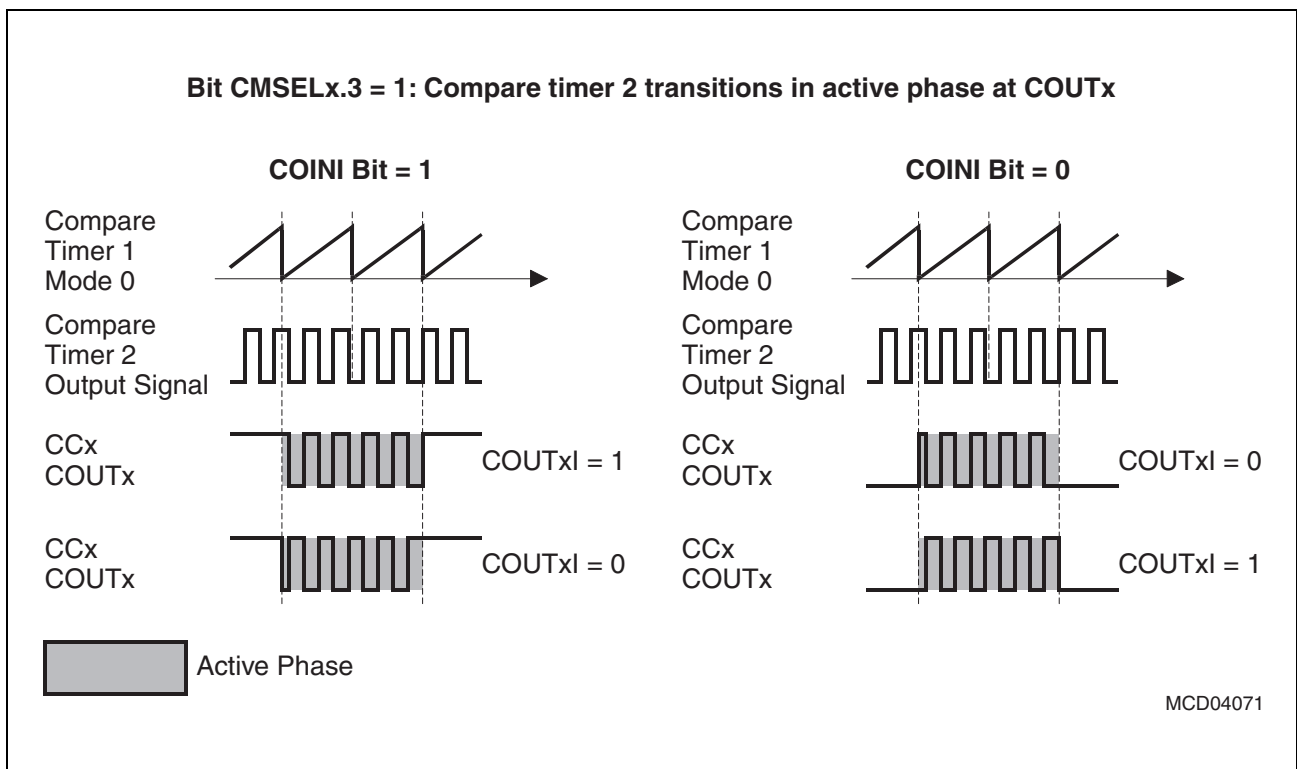 Bit CMSELx.3 = 1: Compare timer 2 transitions in active phase at COUTx
COINI Bit = 1
Compare
Timer 1
Mode 0
Compare
Timer 2
Output Signal
CCx
COUTx
COUTxI = 1
CCx
COUTx
COUTxI = 0
COINI Bit = 0
Compare
Timer 1
Mode 0
Compare
Timer 2
Output Signal
CCx
COUTx
COUTxI = 0
CCx
COUTx
COUTxI = 1
Active Phase
MCD04071